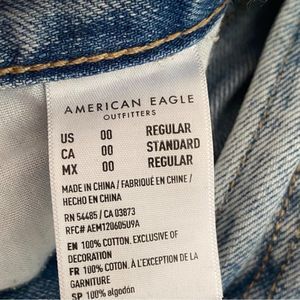 AMERICAN EAGLE
OUTFITTERS
US 00 REGULAR
CA 00 STANDARD
MX 00 REGULAR
MADE IN CHINA / FABRIQUÉ EN CHINE /
HECHO EN CHINA
RN 54485 / CA 03873
RFC# AEM120605U9A
EN 100% COTTON. EXCLUSIVE OF
DECORATION
FR 100% COTON. À L'EXCEPTION DE LA
GARNITURE
SP 100% algodón